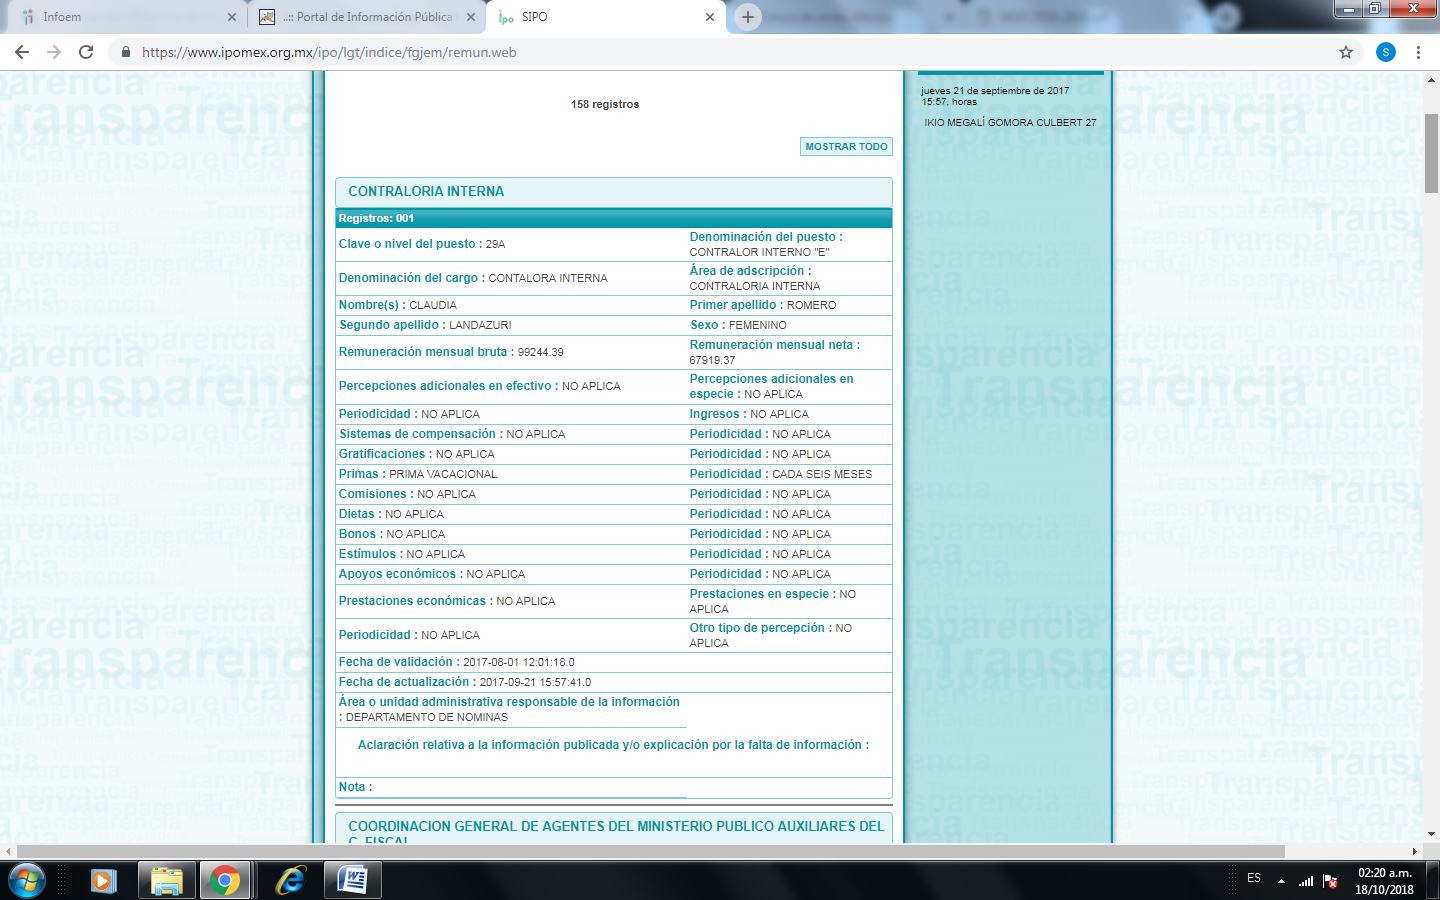 Infoem
..:: Portal de Información Pública
ipo
SIPO
https://www.ipomex.org.mx/ipo/lgt/indice/fgjem/remun.web
S
158 registros
MOSTRAR TODO
jueves 21 de septiembre de 2017
15:57, horas
IKIO MEGALÍ GOMORA CULBERT 27
CONTRALORIA INTERNA
Registros: 001
Clave o nivel del puesto : 29A
Denominación del puesto :
CONTRALOR INTERNO "E"
Denominación del cargo : CONTALORA INTERNA
Área de adscripción :
CONTRALORIA INTERNA
Nombre(s) : CLAUDIA
Primer apellido : ROMERO
Segundo apellido : LANDAZURI
Sexo : FEMENINO
Remuneración mensual bruta : 99244.39
Remuneración mensual neta :
67919.37
Percepciones adicionales en efectivo : NO APLICA
Percepciones adicionales en
especie : NO APLICA
Periodicidad : NO APLICA
Ingresos : NO APLICA
Sistemas de compensación : NO APLICA
Periodicidad : NO APLICA
Gratificaciones : NO APLICA
Periodicidad : NO APLICA
Primas : PRIMA VACACIONAL
Periodicidad : CADA SEIS MESES
Comisiones : NO APLICA
Periodicidad : NO APLICA
Dietas : NO APLICA
Periodicidad : NO APLICA
Bonos : NO APLICA
Periodicidad : NO APLICA
Estímulos : NO APLICA
Periodicidad : NO APLICA
Apoyos económicos : NO APLICA
Periodicidad : NO APLICA
Prestaciones económicas : NO APLICA
Prestaciones en especie : NO
APLICA
Periodicidad : NO APLICA
Otro tipo de percepción : NO
APLICA
Fecha de validación : 2017-08-01 12:01:18.0
Fecha de actualización : 2017-09-21 15:57:41.0
Área o unidad administrativa responsable de la información
: DEPARTAMENTO DE NOMINAS
Aclaración relativa a la información publicada y/o explicación por la falta de información :
Nota :
COORDINACION GENERAL DE AGENTES DEL MINISTERIO PUBLICO AUXILIARES DEL
C. FISCAL
ES
02:20 a.m.
18/10/2018